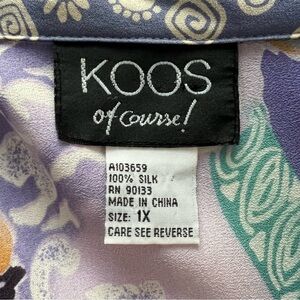 KOOS
of course!
A103659
100% SILK
RN 90133
MADE IN CHINA
SIZE: 1X
CARE SEE REVERSE